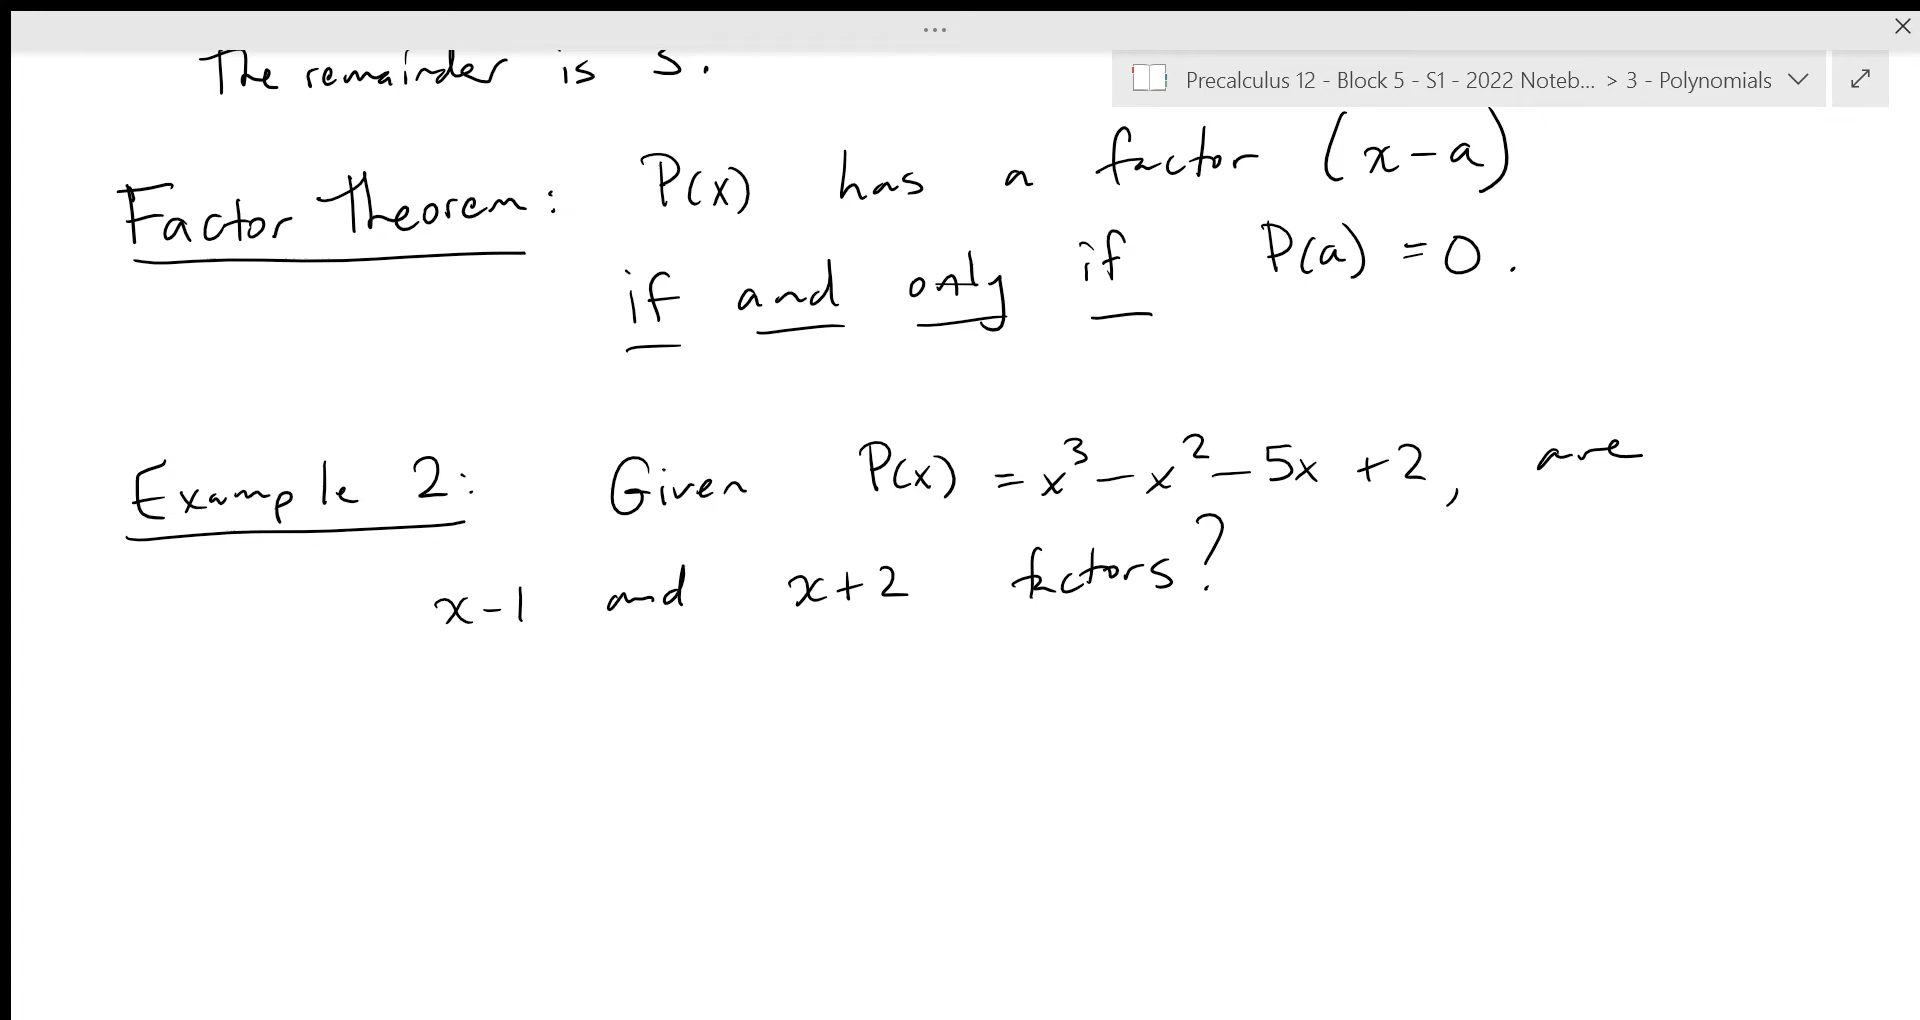 ...
The remainder is 5.
Precalculus 12 - Block 5 - S1 - 2022 Noteb... > 3 - Polynomials
Factor Theorem: P(x) has a factor (x-a)
if and only if P(a) = 0.
Example 2: Given P(x) = x³ - x² - 5x + 2, are
x-1 and x+2 factors?